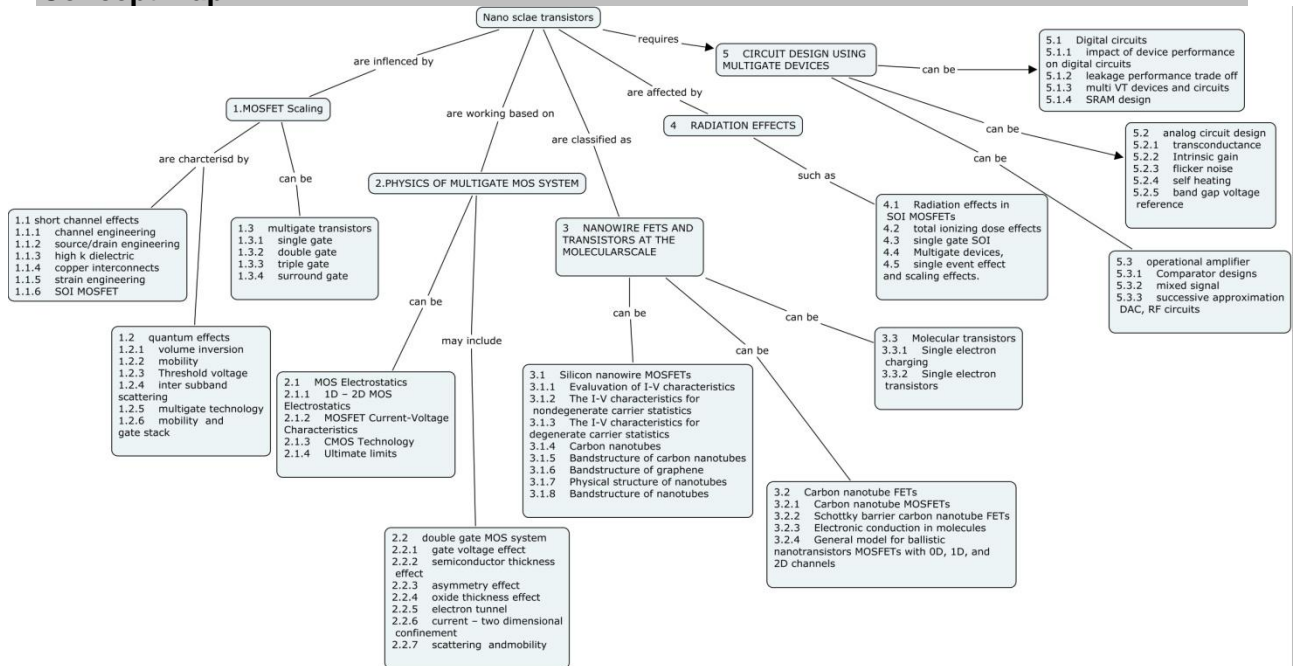 Nano sclae transistors
are inflenced by
requires
5 CIRCUIT DESIGN USING
MULTIGATE DEVICES
can be
5.1 Digital circuits
5.1.1 impact of device performance
on digital circuits
5.1.2 leakage performance trade off
5.1.3 multi VT devices and circuits
5.1.4 SRAM design
1.MOSFET Scaling
are working based on
are affected by
4 RADIATION EFFECTS
are classified as
are charcterisd by
can be
2.PHYSICS OF MULTIGATE MOS SYSTEM
such as
can be
can be
5.2 analog circuit design
5.2.1 transconductance
5.2.2 Intrinsic gain
5.2.3 flicker noise
5.2.4 self heating
5.2.5 band gap voltage
reference
1.1 short channel effects
1.1.1 channel engineering
1.1.2 source/drain engineering
1.1.3 high k dielectric
1.1.4 copper interconnects
1.1.5 strain engineering
1.1.6 SOI MOSFET
1.3 multigate transistors
1.3.1 single gate
1.3.2 double gate
1.3.3 triple gate
1.3.4 surround gate
3 NANOWIRE FETS AND
TRANSISTORS AT THE
MOLECULARSCALE
4.1 Radiation effects in
SOI MOSFETs
4.2 total ionizing dose effects
4.3 single gate SOI
4.4 Multigate devices,
4.5 single event effect
and scaling effects.
5.3 operational amplifier
5.3.1 Comparator designs
5.3.2 mixed signal
5.3.3 successive approximation
DAC, RF circuits
can be
may include
can be
can be
can be
1.2 quantum effects
1.2.1 volume inversion
1.2.2 mobility
1.2.3 Threshold voltage
1.2.4 inter subband
scattering
1.2.5 multigate technology
1.2.6 mobility and
gate stack
2.1 MOS Electrostatics
2.1.1 1D – 2D MOS
Electrostatics
2.1.2 MOSFET Current-Voltage
Characteristics
2.1.3 CMOS Technology
2.1.4 Ultimate limits
3.1 Silicon nanowire MOSFETs
3.1.1 Evaluvation of I-V characteristics
3.1.2 The I-V characteristics for
nondegenerate carrier statistics
3.1.3 The I-V characteristics for
degenerate carrier statistics
3.1.4 Carbon nanotubes
3.1.5 Bandstructure of carbon nanotubes
3.1.6 Bandstructure of graphene
3.1.7 Physical structure of nanotubes
3.1.8 Bandstructure of nanotubes
3.3 Molecular transistors
3.3.1 Single electron
charging
3.3.2 Single electron
transistors
3.2 Carbon nanotube FETs
3.2.1 Carbon nanotube MOSFETs
3.2.2 Schottky barrier carbon nanotube FETs
3.2.3 Electronic conduction in molecules
3.2.4 General model for ballistic
nanotransistors MOSFETs with 0D, 1D, and
2D channels
2.2 double gate MOS system
2.2.1 gate voltage effect
2.2.2 semiconductor thickness
effect
2.2.3 asymmetry effect
2.2.4 oxide thickness effect
2.2.5 electron tunnel
2.2.6 current – two dimensional
confinement
2.2.7 scattering andmobility